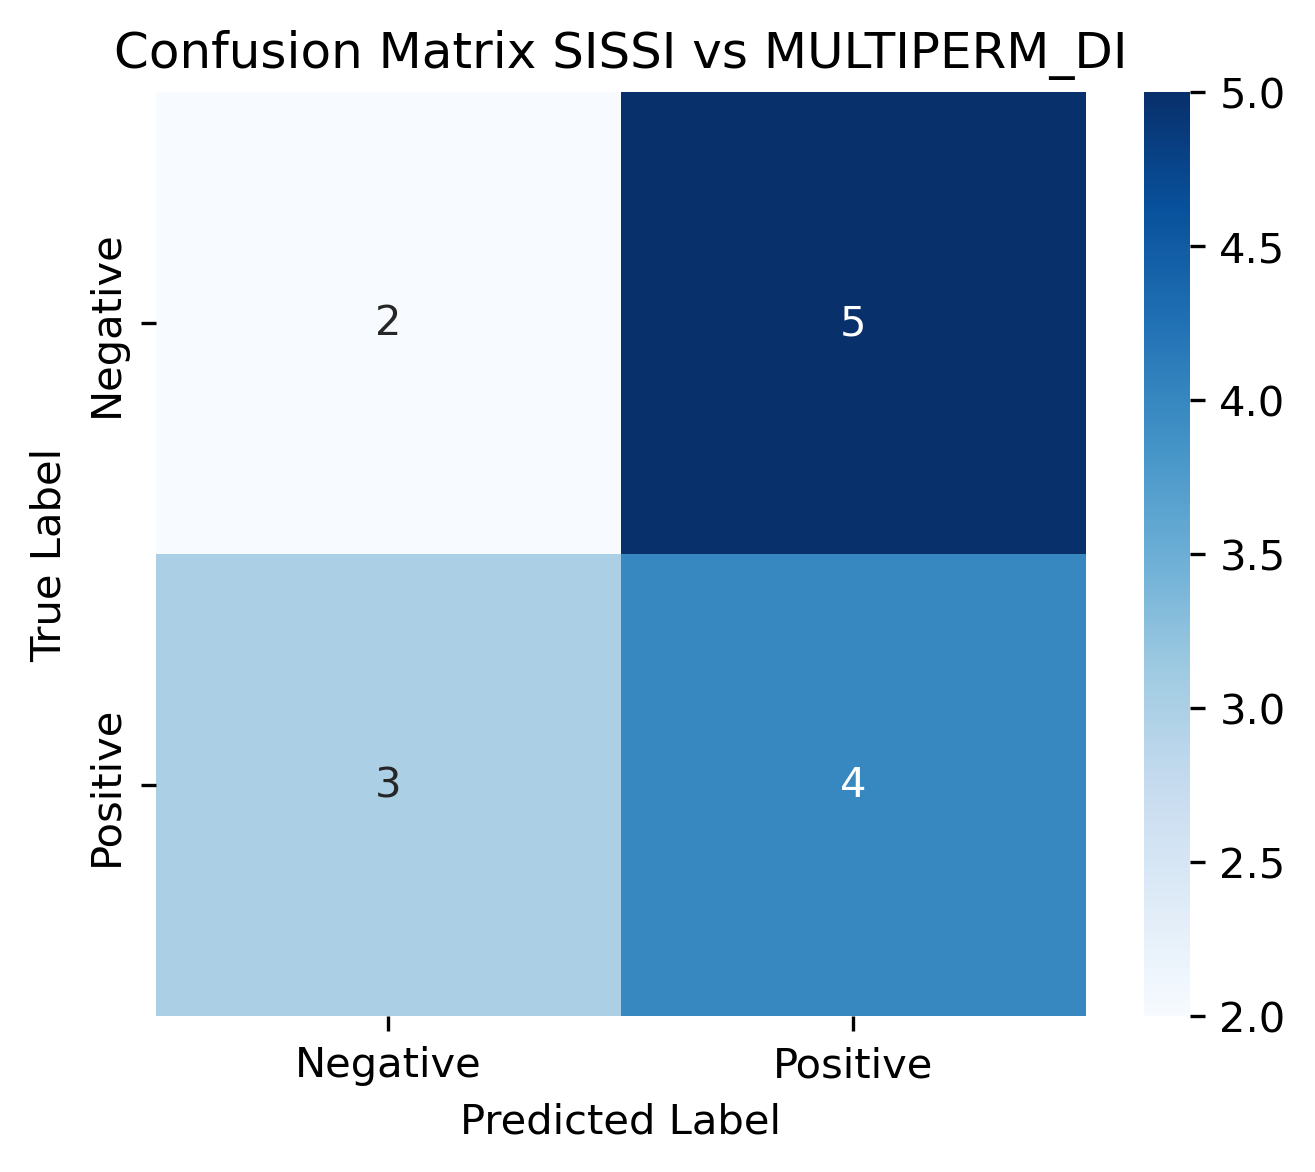 Confusion Matrix SISSI vs MULTIPERM_DI
True Label
Negative
Positive
2
5
3
4
Negative
Positive
Predicted Label
5.0
4.5
4.0
3.5
3.0
2.5
2.0